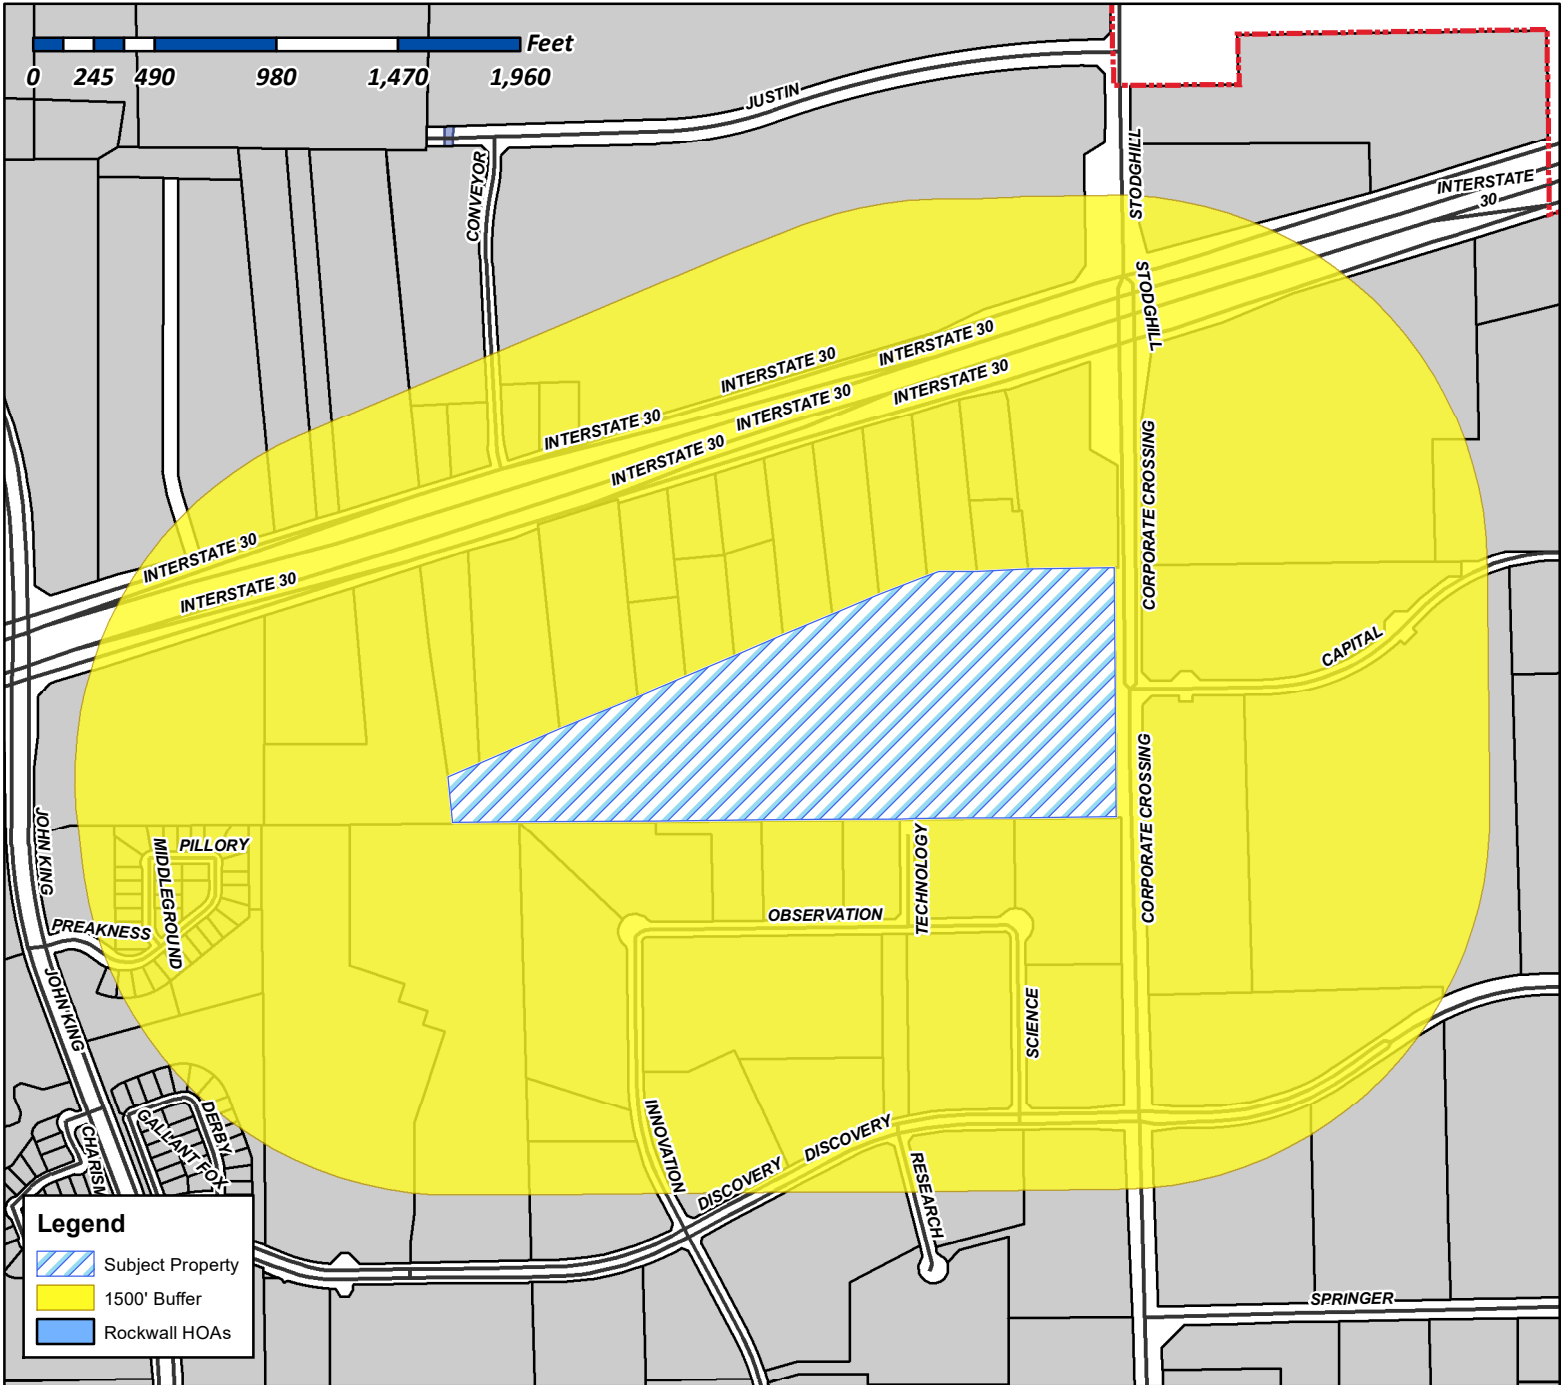 Feet
0 245 490 980 1,470 1,960
JUSTIN
CONVEYOR
STODGHILL
INTERSTATE
30
STODGHILL
INTERSTATE 30
INTERSTATE 30
INTERSTATE 30
INTERSTATE 30
INTERSTATE 30
INTERSTATE 30
INTERSTATE 30
CORPORATE CROSSING
INTERSTATE 30
INTERSTATE 30
CAPITAL
CORPORATE CROSSING
JOHN KING
PILLORY
MIDDLEGROUND
PREAKNESS
TECHNOLOGY
OBSERVATION
JOHN KING
SCIENCE
INNOVATION
DERBY
GALLANT FOX
CHARISM
DISCOVERY
DISCOVERY
RESEARCH
SPRINGER
Legend
Subject Property
1500' Buffer
Rockwall HOAs